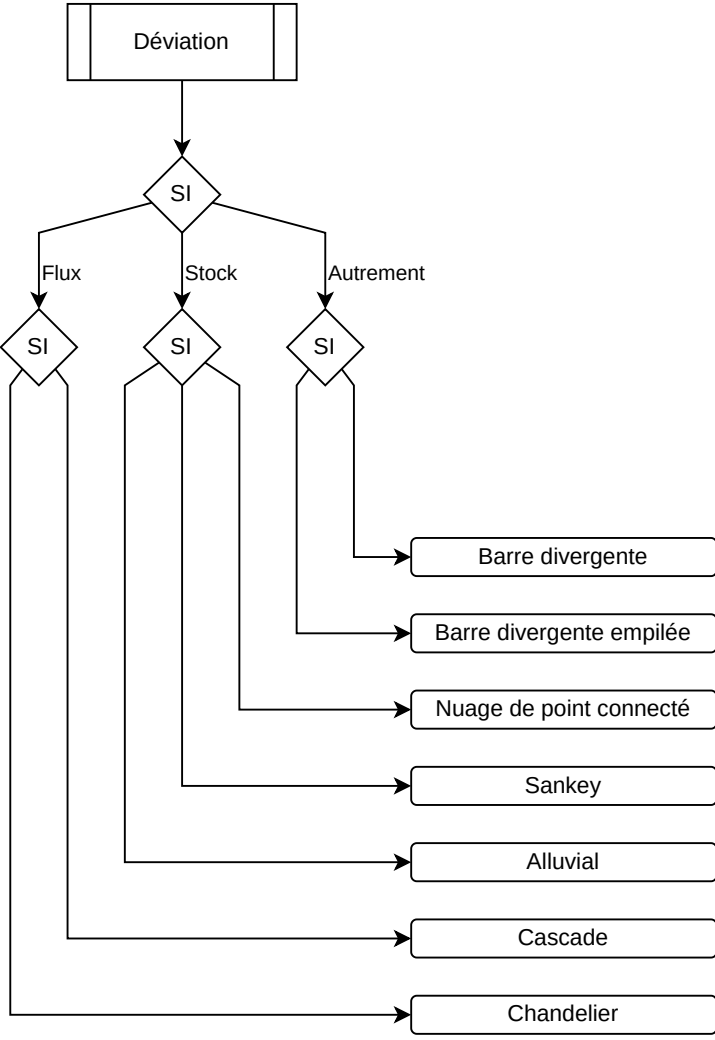 Déviation
SI
Flux
Stock
Autrement
SI
SI
SI
Barre divergente
Barre divergente empilée
Nuage de point connecté
Sankey
Alluvial
Cascade
Chandelier